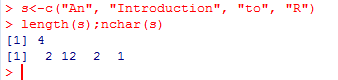 > s<-c("An", "Introduction", "to", "R")
> length(s);nchar(s)
[1] 4
[1]  2 12  2  1
>